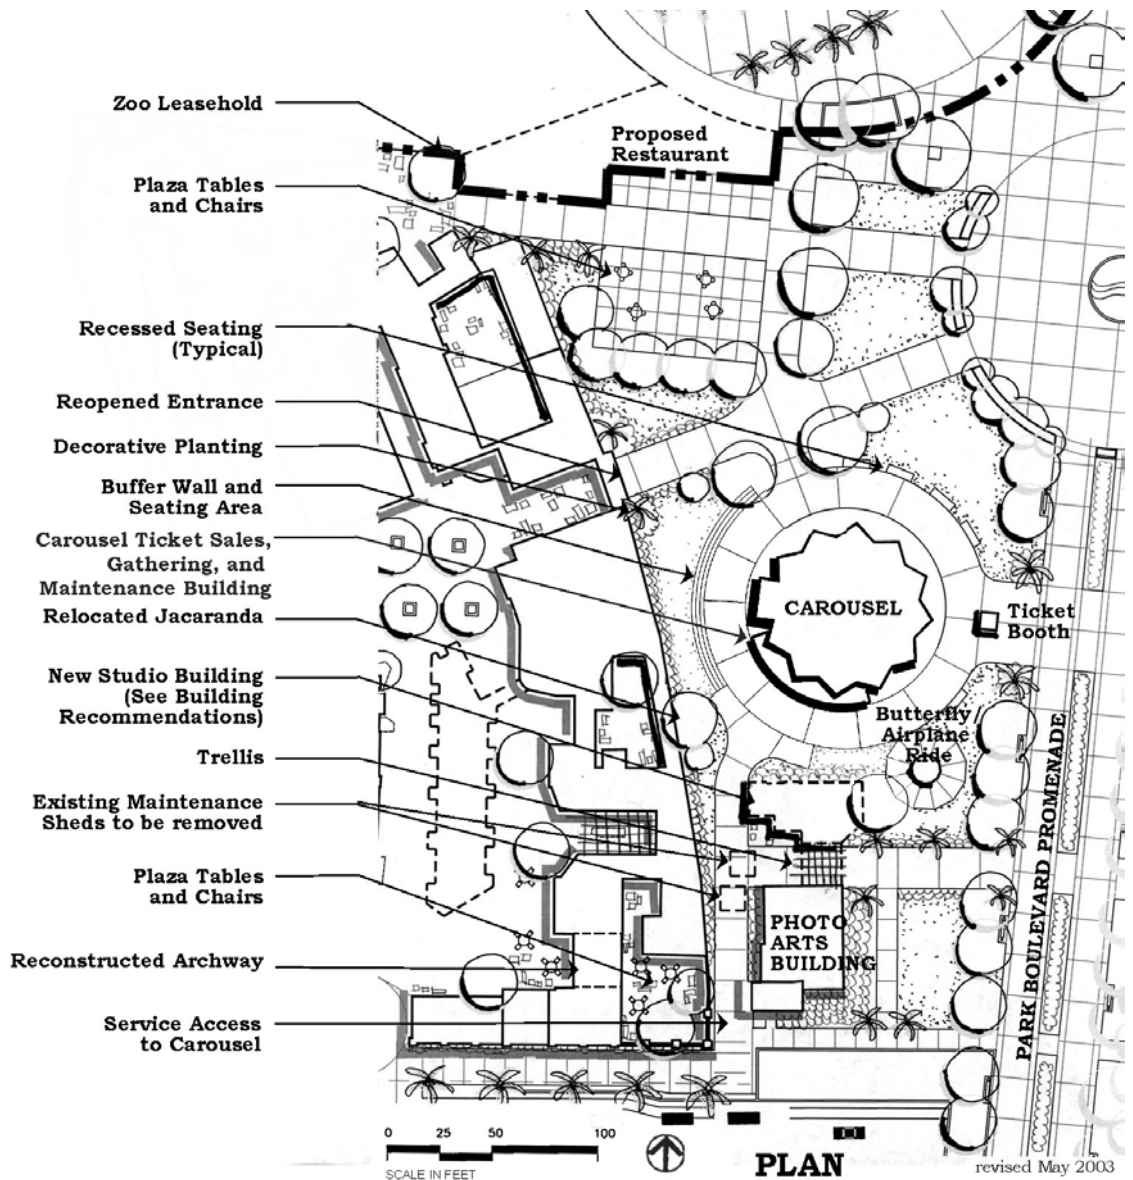 Zoo Leasehold
Plaza Tables
and Chairs
Recessed Seating
(Typical)
Reopened Entrance
Decorative Planting
Buffer Wall and
Seating Area
Carousel Ticket Sales,
Gathering, and
Maintenance Building
Relocated Jacaranda
New Studio Building
(See Building
Recommendations)
Trellis
Existing Maintenance
Sheds to be removed
Plaza Tables
and Chairs
Reconstructed Archway
Service Access
to Carousel
Proposed
Restaurant
CAROUSEL
Ticket
Booth
Butterfly/
Airplane
Ride
PHOTO
ARTS
BUILDING
PARK BOULEVARD PROMENADE
0 25 50 100
SCALE IN FEET
PLAN
revised May 2003